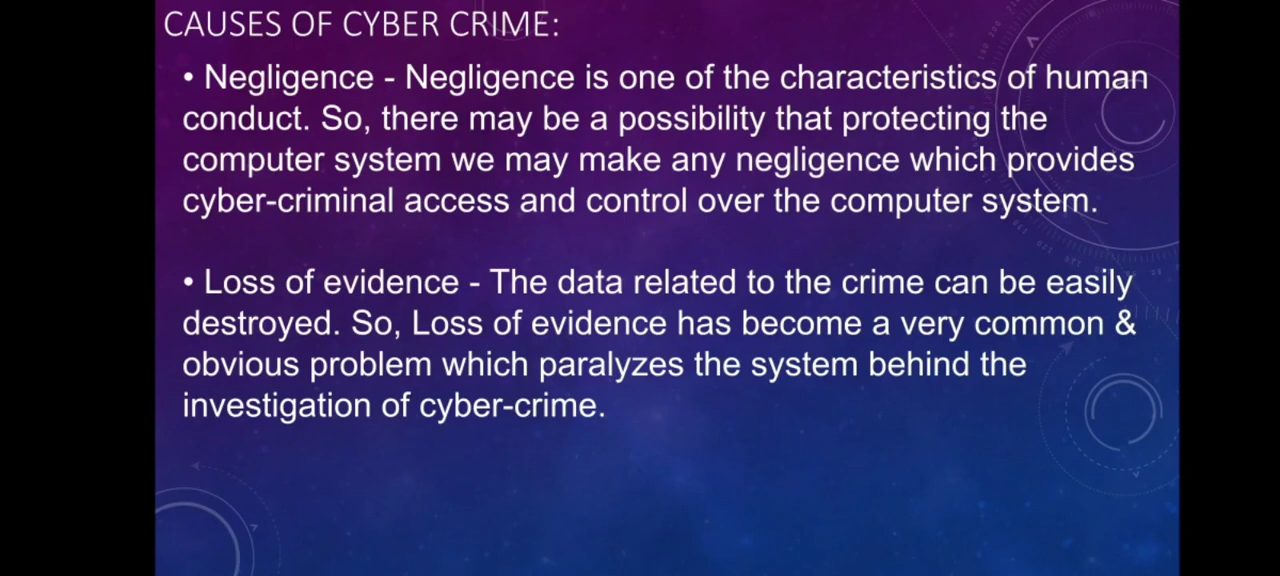 CAUSES OF CYBER CRIME:
• Negligence - Negligence is one of the characteristics of human
conduct. So, there may be a possibility that protecting the
computer system we may make any negligence which provides
cyber-criminal access and control over the computer system.
• Loss of evidence - The data related to the crime can be easily
destroyed. So, Loss of evidence has become a very common &
obvious problem which paralyzes the system behind the
investigation of cyber-crime.